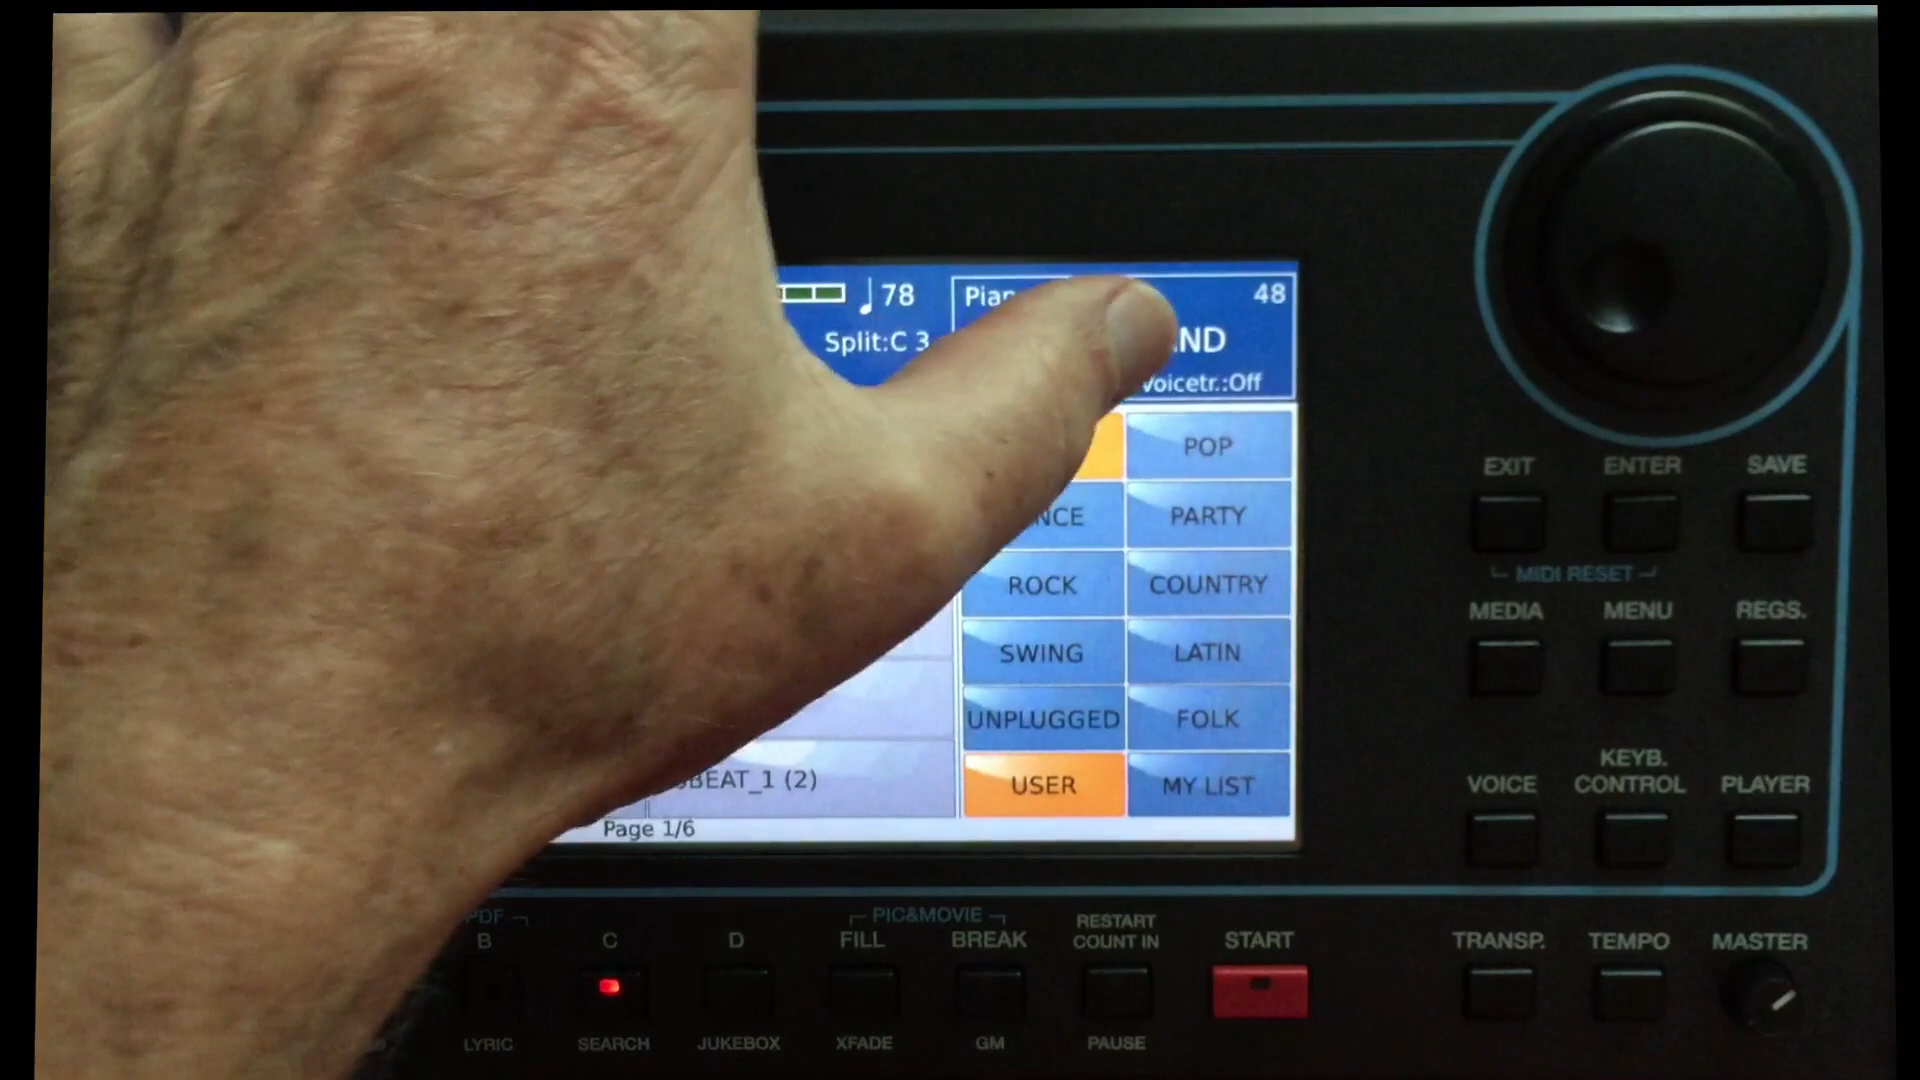 78
48
Split:C 3
Voicetr.:Off
POP
PARTY
ROCK
COUNTRY
SWING
LATIN
UNPLUGGED
FOLK
BEAT_1 (2)
USER
MY LIST
Page 1/6
EXIT
ENTER
SAVE
MIDI RESET
MEDIA
MENU
REGS.
VOICE
KEYB.
CONTROL
PLAYER
PDF
PIC&MOVIE
B
C
D
FILL
BREAK
RESTART
COUNT IN
START
TRANSP.
TEMPO
MASTER
LYRIC
SEARCH
JUKEBOX
XFADE
GM
PAUSE